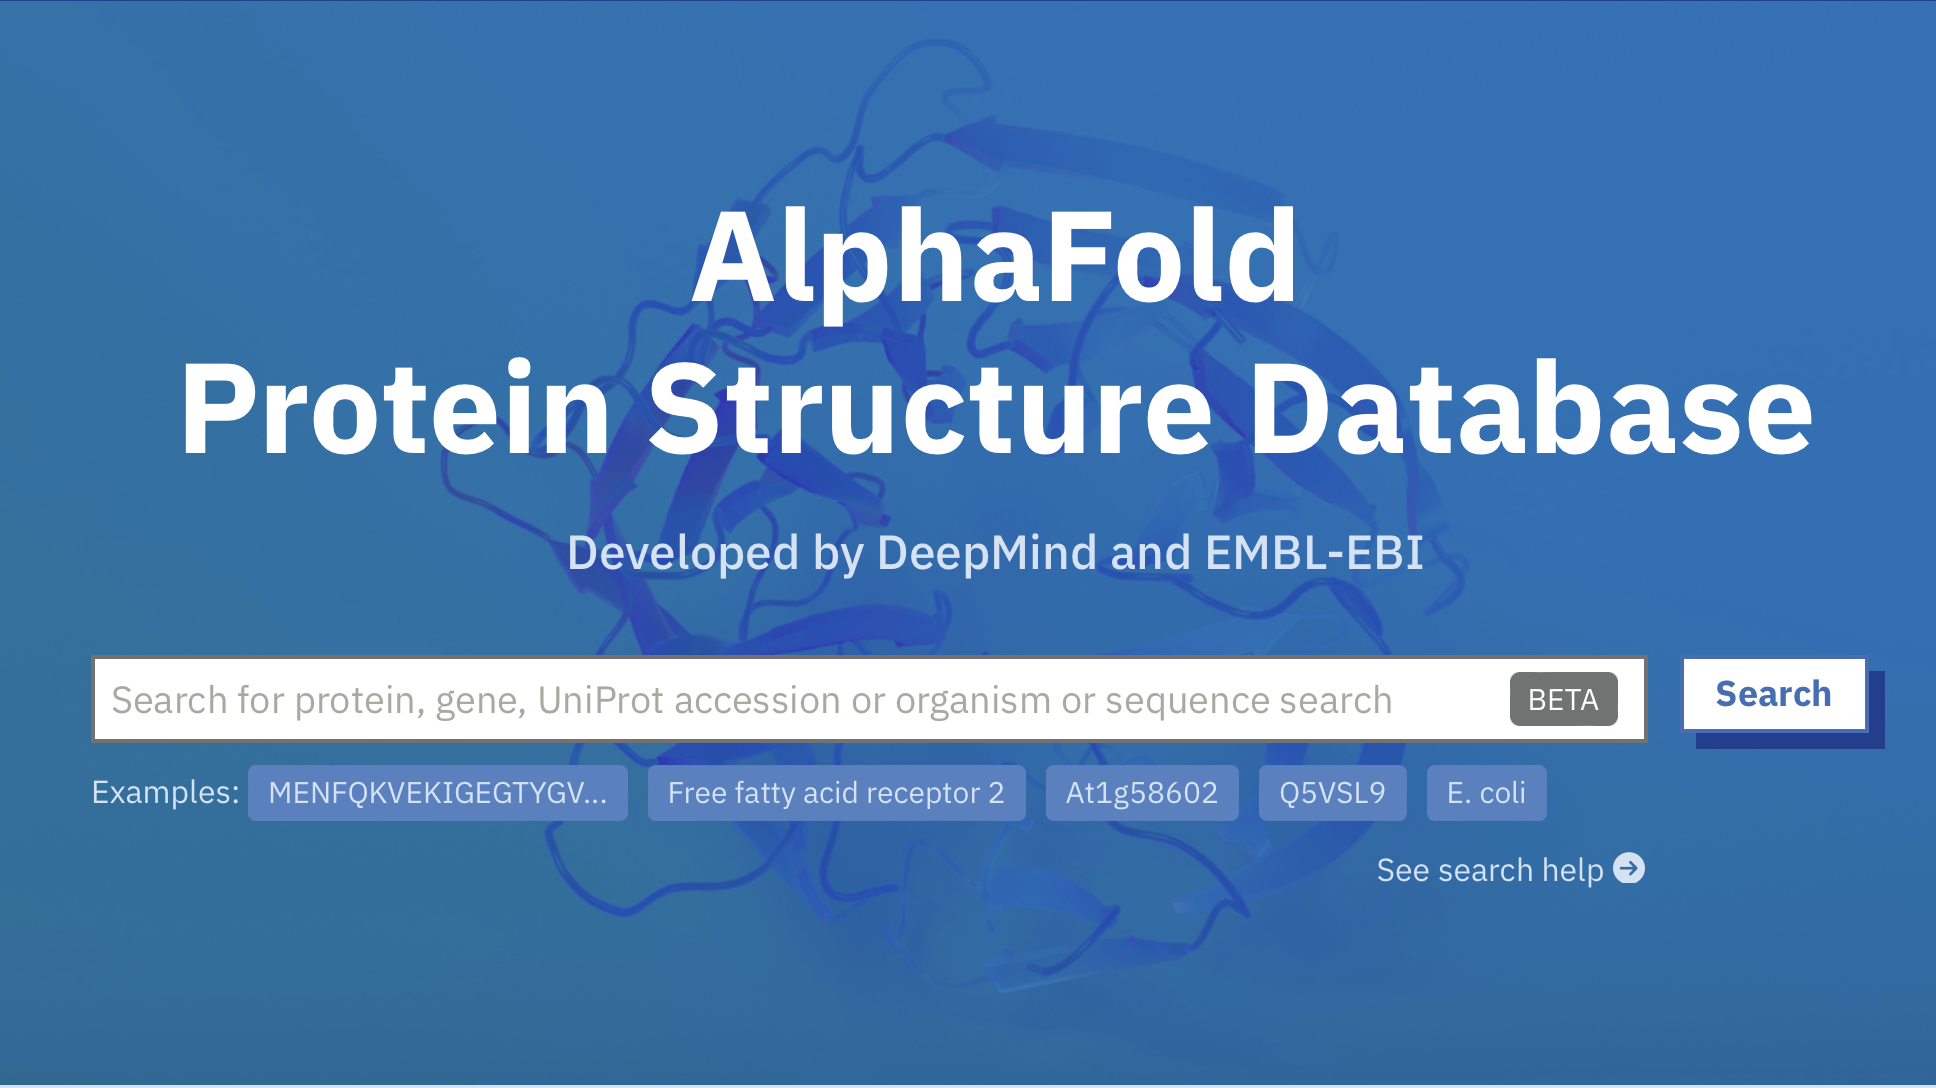 AlphaFold
Protein Structure Database
Developed by DeepMind and EMBL-EBI
Search for protein, gene, UniProt accession or organism or sequence search BETA Search
Examples: MENFQKVEKIGEGTYGV... Free fatty acid receptor 2 At1g58602 Q5VSL9 E. coli
See search help